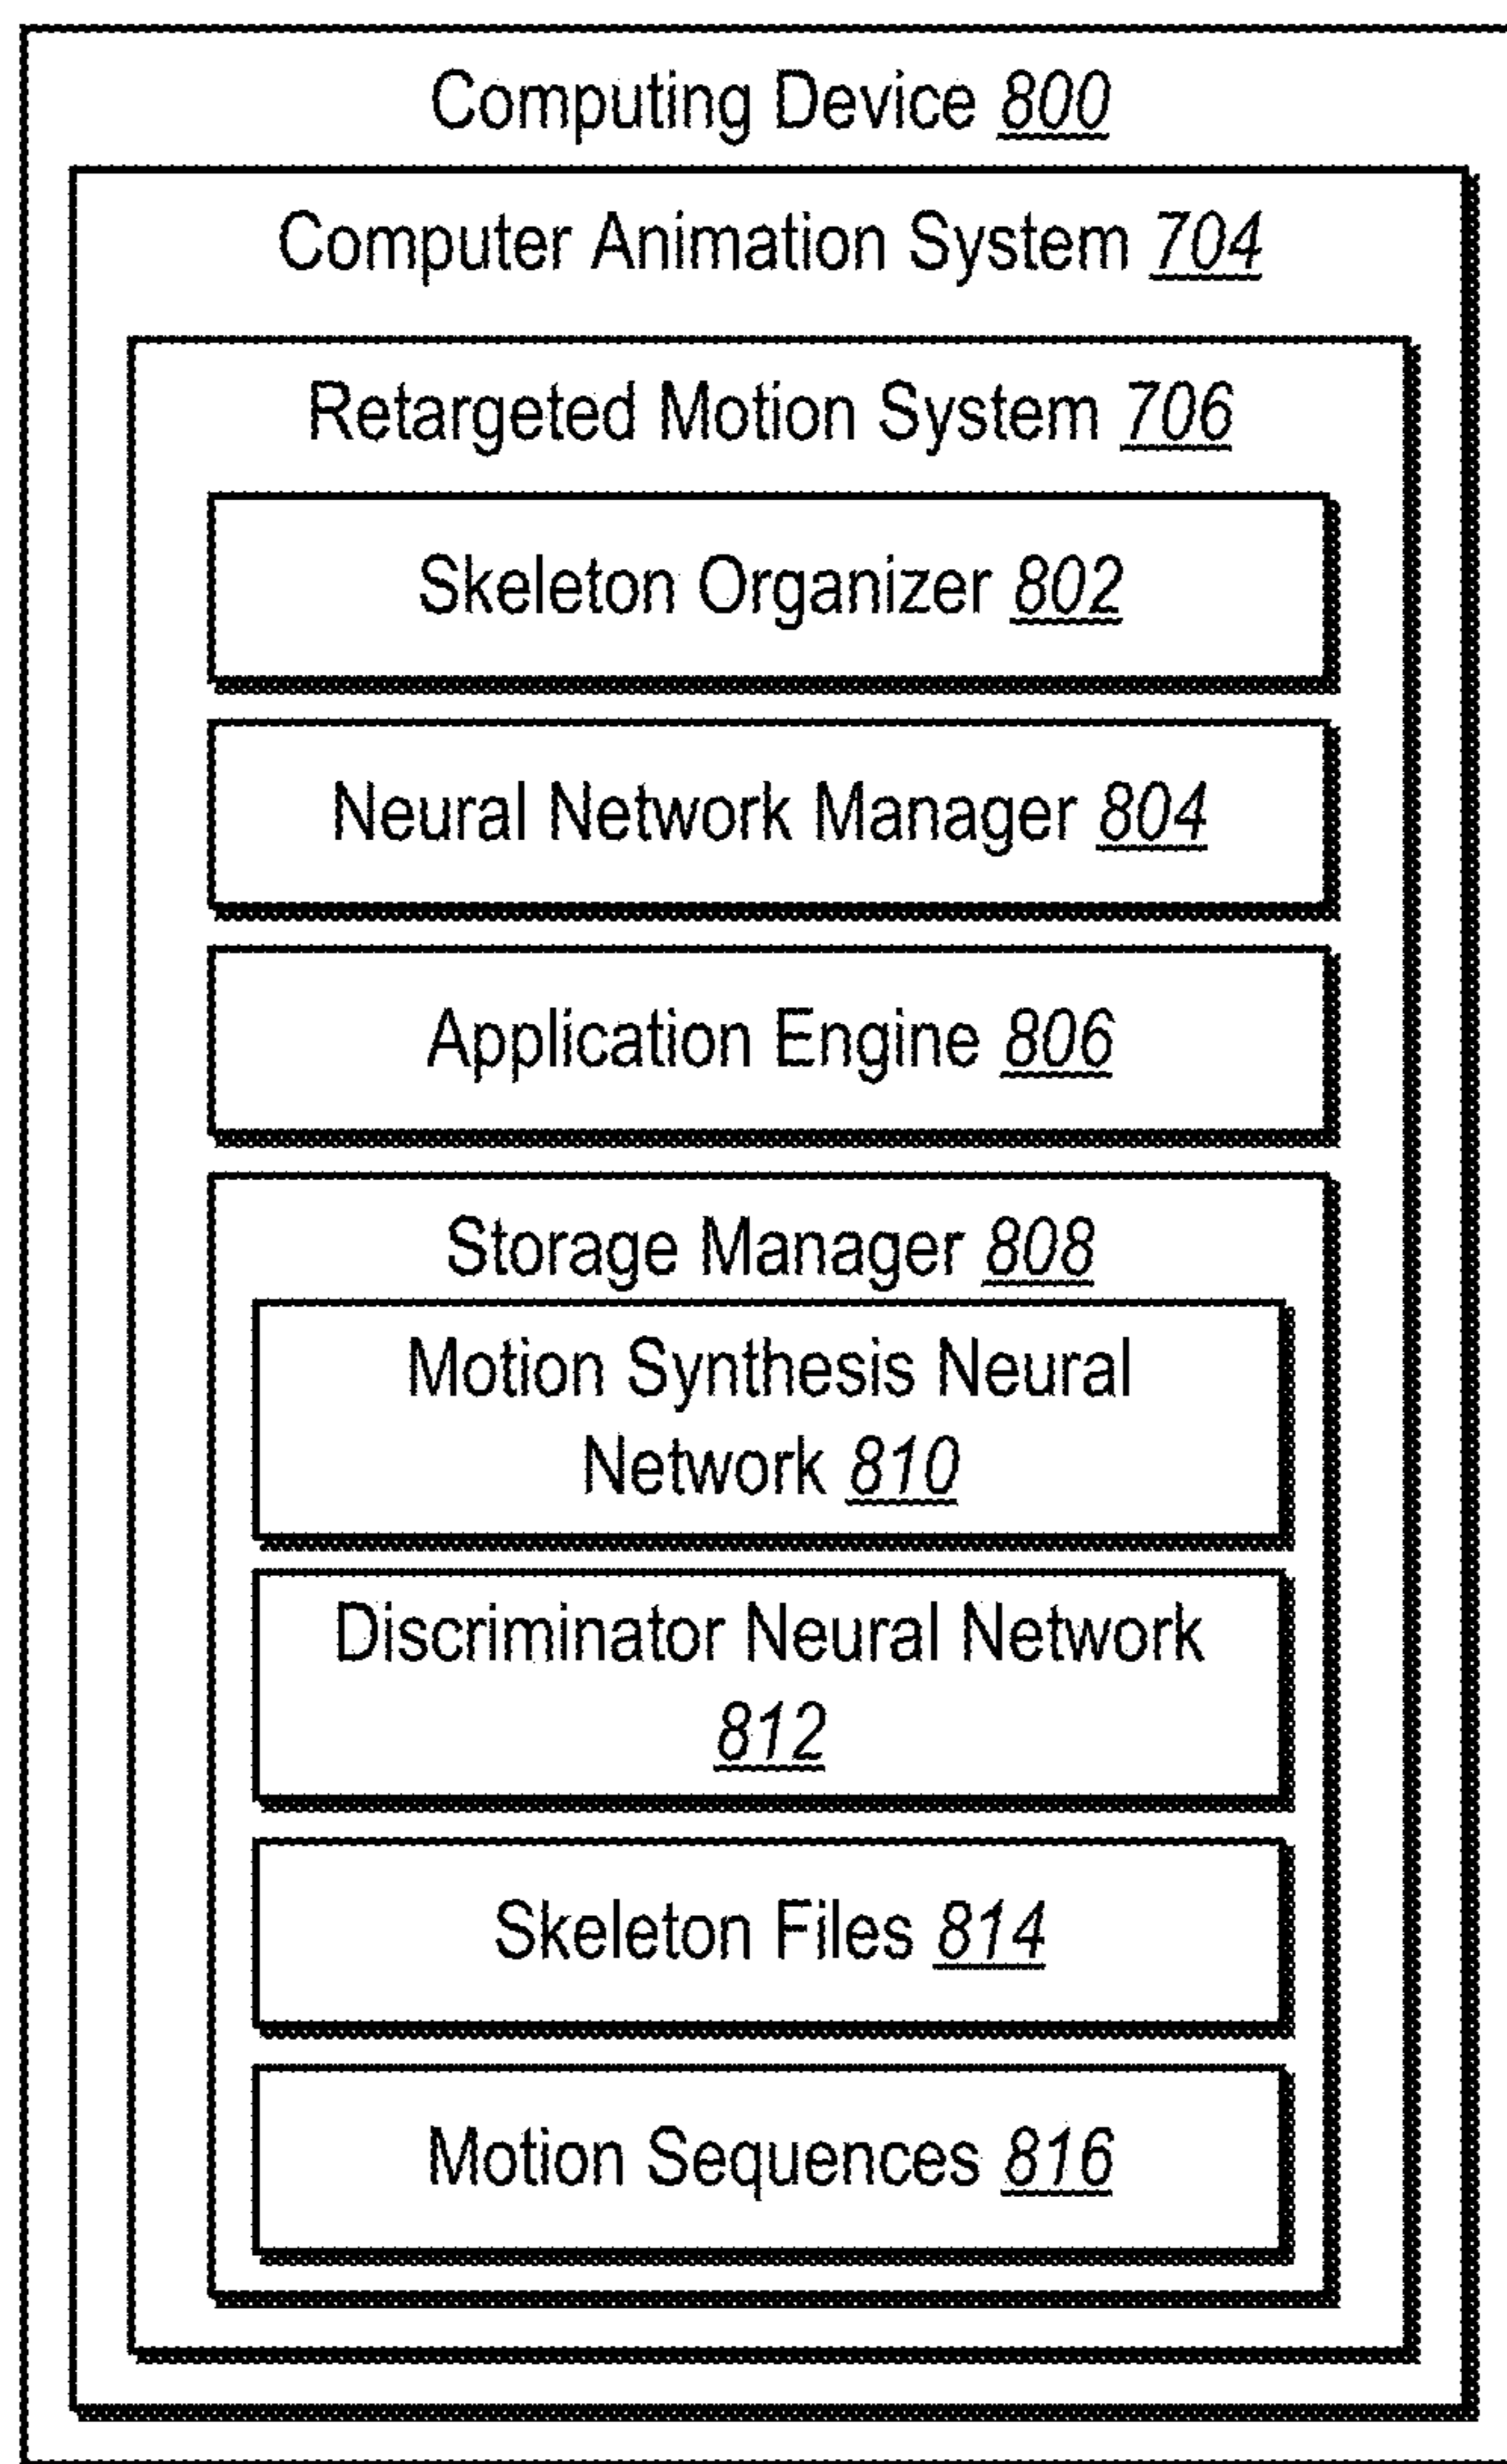 Computing Device 800
Computer Animation System 704
Retargeted Motion System 706
Skeleton Organizer 802
Neural Network Manager 804
Application Engine 806
Storage Manager 808
Motion Synthesis Neural
Network 810
Discriminator Neural Network
812
Skeleton Files 814
Motion Sequences 816